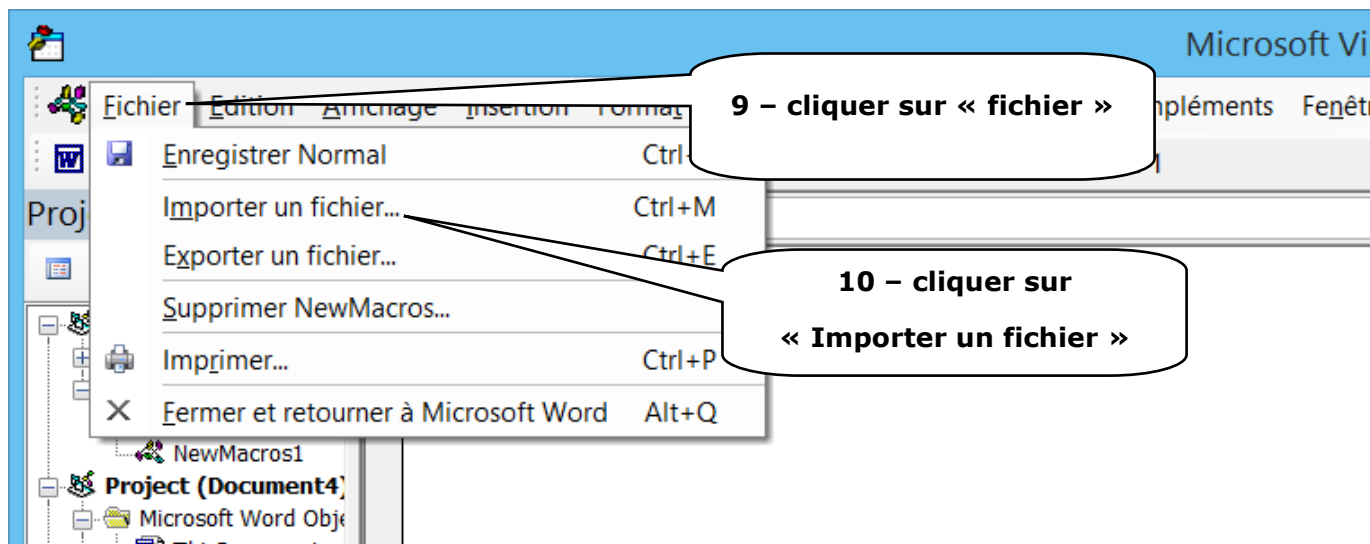 Microsoft Vi
Fichier Edition Affichage Insertion Format mpléments Fenêtr
9 – cliquer sur « fichier »
Enregistrer Normal Ctrl
Importer un fichier... Ctrl+M
Exporter un fichier... Ctrl+E
Supprimer NewMacros...
Imprimer... Ctrl+P
Fermer et retourner à Microsoft Word Alt+Q
10 – cliquer sur
« Importer un fichier »
Proj
NewMacros1
Project (Document4)
Microsoft Word Obje